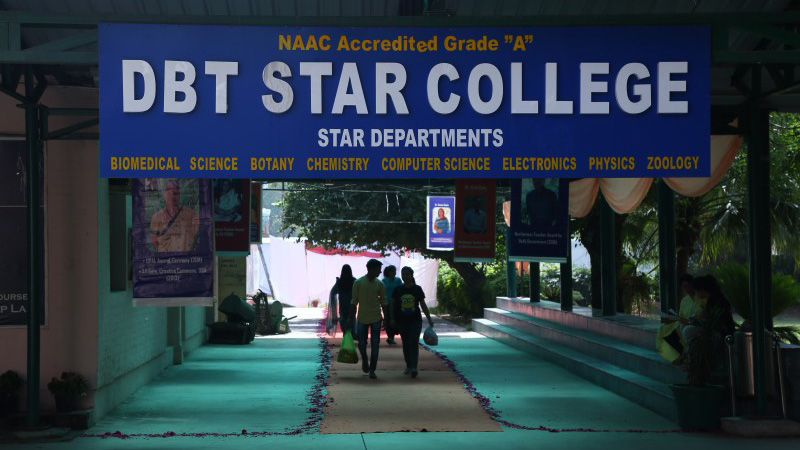 NAAC Accredited Grade "A"
DBT STAR COLLEGE
STAR DEPARTMENTS
BIOMEDICAL SCIENCE BOTANY CHEMISTRY COMPUTER SCIENCE ELECTRONICS PHYSICS ZOOLOGY